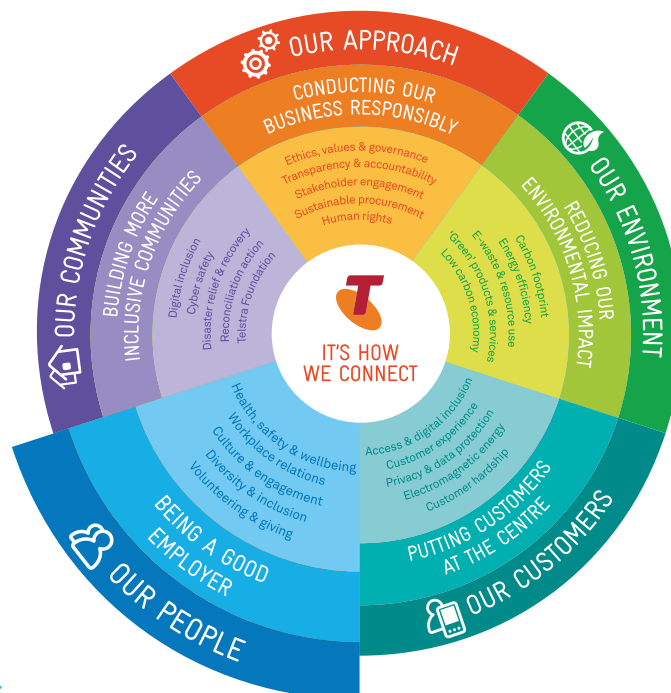 OUR APPROACH
CONDUCTING OUR
BUSINESS RESPONSIBLY
Ethics, values & governance
Transparency & accountability
Stakeholder engagement
Sustainable procurement
Human rights
OUR ENVIRONMENT
REDUCING OUR
ENVIRONMENTAL IMPACT
Carbon footprint
Energy efficiency
E-waste & resource use
‘Green’ products & services
Low carbon economy
OUR CUSTOMERS
PUTTING CUSTOMERS
AT THE CENTRE
Access & digital inclusion
Customer experience
Privacy & data protection
Electromagnetic energy
Customer hardship
OUR PEOPLE
BEING A GOOD
EMPLOYER
Health, safety & wellbeing
Workplace relations
Culture & engagement
Diversity & inclusion
Volunteering & giving
OUR COMMUNITIES
BUILDING MORE
INCLUSIVE COMMUNITIES
Digital inclusion
Cyber safety
Disaster relief & recovery
Reconciliation action
Telstra Foundation
T
IT'S HOW
WE CONNECT